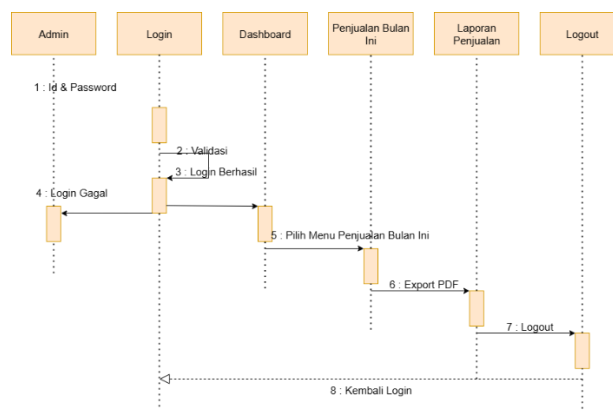 Admin
Login
Dashboard
Penjualan Bulan
Ini
Laporan
Penjualan
Logout
1 : Id & Password
2 : Validasi
3 : Login Berhasil
4 : Login Gagal
5 : Pilih Menu Penjualan Bulan Ini
6 : Export PDF
7 : Logout
8 : Kembali Login